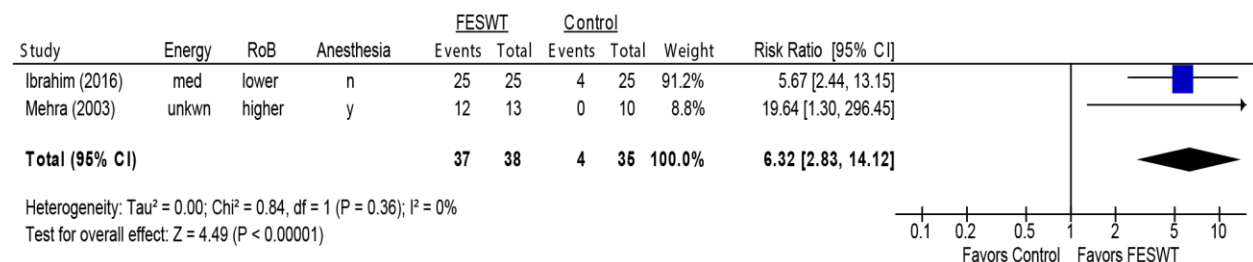 FESWT Control
Study Energy RoB Anesthesia Events Total Events Total Weight Risk Ratio [95% CI]
Ibrahim (2016) med lower n 25 25 4 25 91.2% 5.67 [2.44, 13.15]
Mehra (2003) unkwn higher y 12 13 0 10 8.8% 19.64 [1.30, 296.45]
Total (95% CI) 37 38 4 35 100.0% 6.32 [2.83, 14.12]
Heterogeneity: Tau² = 0.00; Chi² = 0.84, df = 1 (P = 0.36); I² = 0%
Test for overall effect: Z = 4.49 (P < 0.00001)
0.1 0.2 0.5 1 2 5 10
Favors Control Favors FESWT